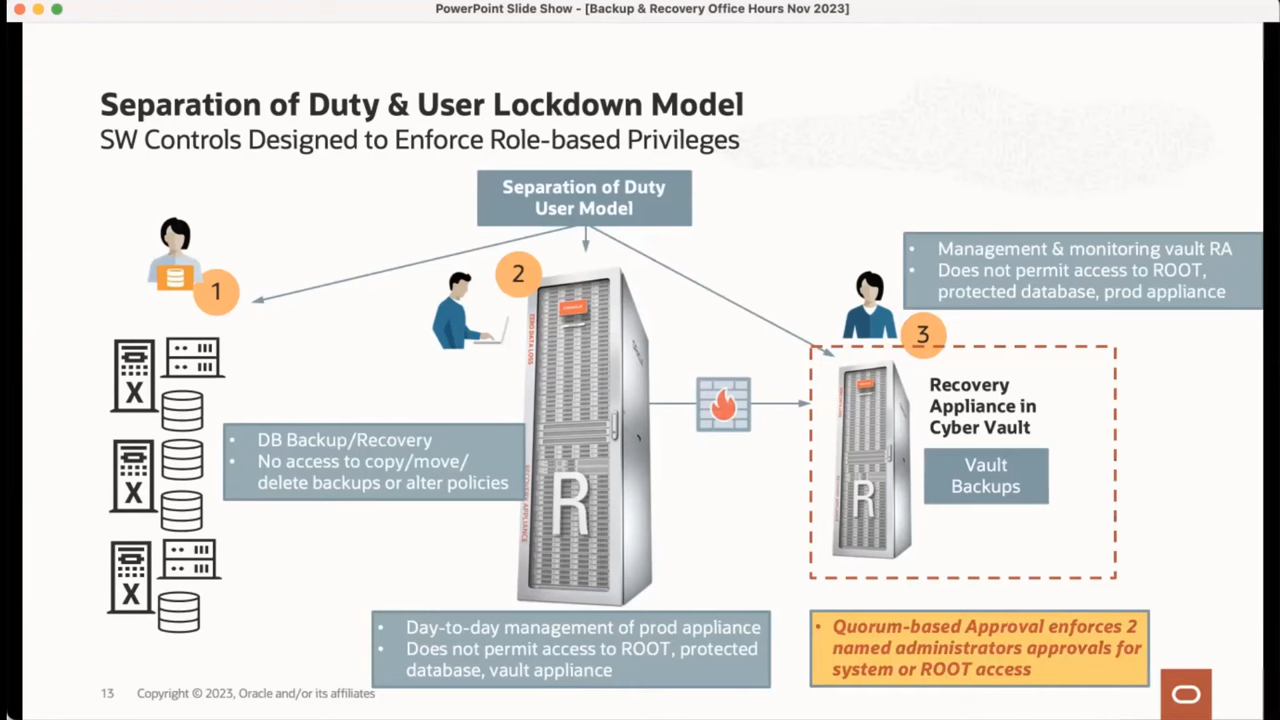 PowerPoint Slide Show - [Backup & Recovery Office Hours Nov 2023]
Separation of Duty & User Lockdown Model
SW Controls Designed to Enforce Role-based Privileges
Separation of Duty
User Model
1
2
3
• Management & monitoring vault RA
• Does not permit access to ROOT,
protected database, prod appliance
ZERO DATA LOSS
RECOVERY APPLIANCE
R
X
X
X
• DB Backup/Recovery
• No access to copy/move/
delete backups or alter policies
Recovery
Appliance in
Cyber Vault
Vault
Backups
R
• Day-to-day management of prod appliance
• Does not permit access to ROOT, protected
database, vault appliance
• Quorum-based Approval enforces 2
named administrators approvals for
system or ROOT access
13 Copyright © 2023, Oracle and/or its affiliates